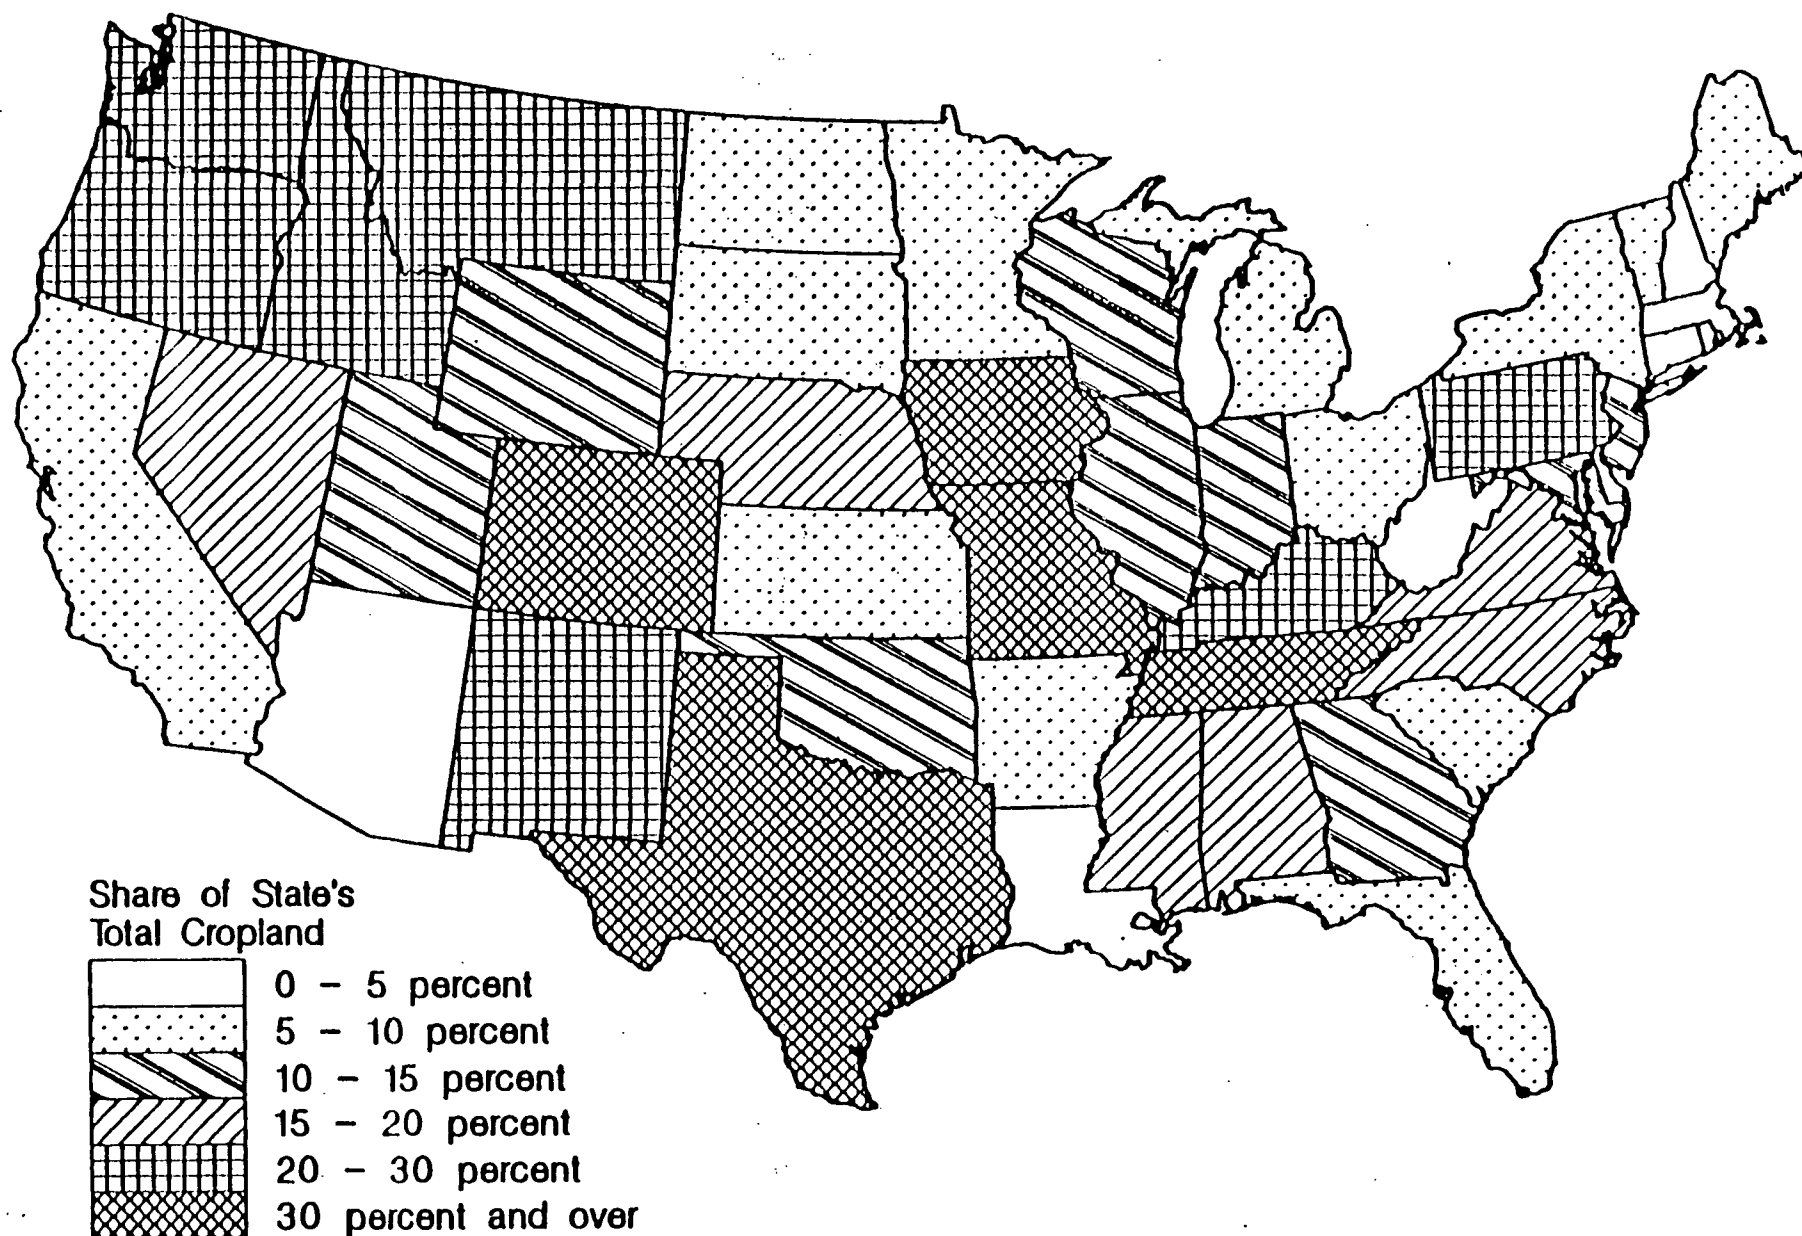 Share of State's
Total Cropland
0 - 5 percent
5 - 10 percent
10 - 15 percent
15 - 20 percent
20 - 30 percent
30 percent and over